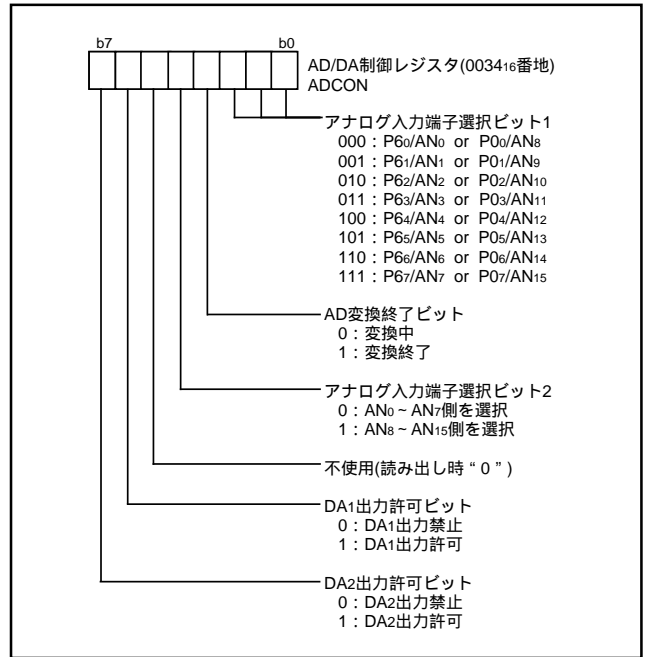 b7 b0
AD/DA制御レジスタ(003416番地)
ADCON
アナログ入力端子選択ビット1
000：P60/AN0 or P00/AN8
001：P61/AN1 or P01/AN9
010：P62/AN2 or P02/AN10
011：P63/AN3 or P03/AN11
100：P64/AN4 or P04/AN12
101：P65/AN5 or P05/AN13
110：P66/AN6 or P06/AN14
111：P67/AN7 or P07/AN15
AD変換終了ビット
0：変換中
1：変換終了
アナログ入力端子選択ビット2
0：AN0～AN7側を選択
1：AN8～AN15側を選択
不使用(読み出し時“0”)
DA1出力許可ビット
0：DA1出力禁止
1：DA1出力許可
DA2出力許可ビット
0：DA2出力禁止
1：DA2出力許可